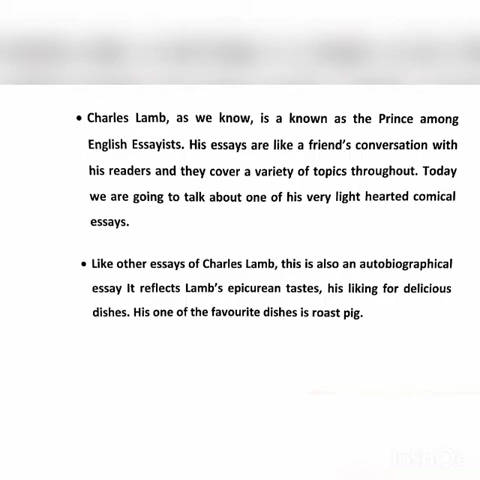 • Charles Lamb, as we know, is a known as the Prince among
English Essayists. His essays are like a friend's conversation with
his readers and they cover a variety of topics throughout. Today
we are going to talk about one of his very light hearted comical
essays.
• Like other essays of Charles Lamb, this is also an autobiographical
essay It reflects Lamb's epicurean tastes, his liking for delicious
dishes. His one of the favourite dishes is roast pig.